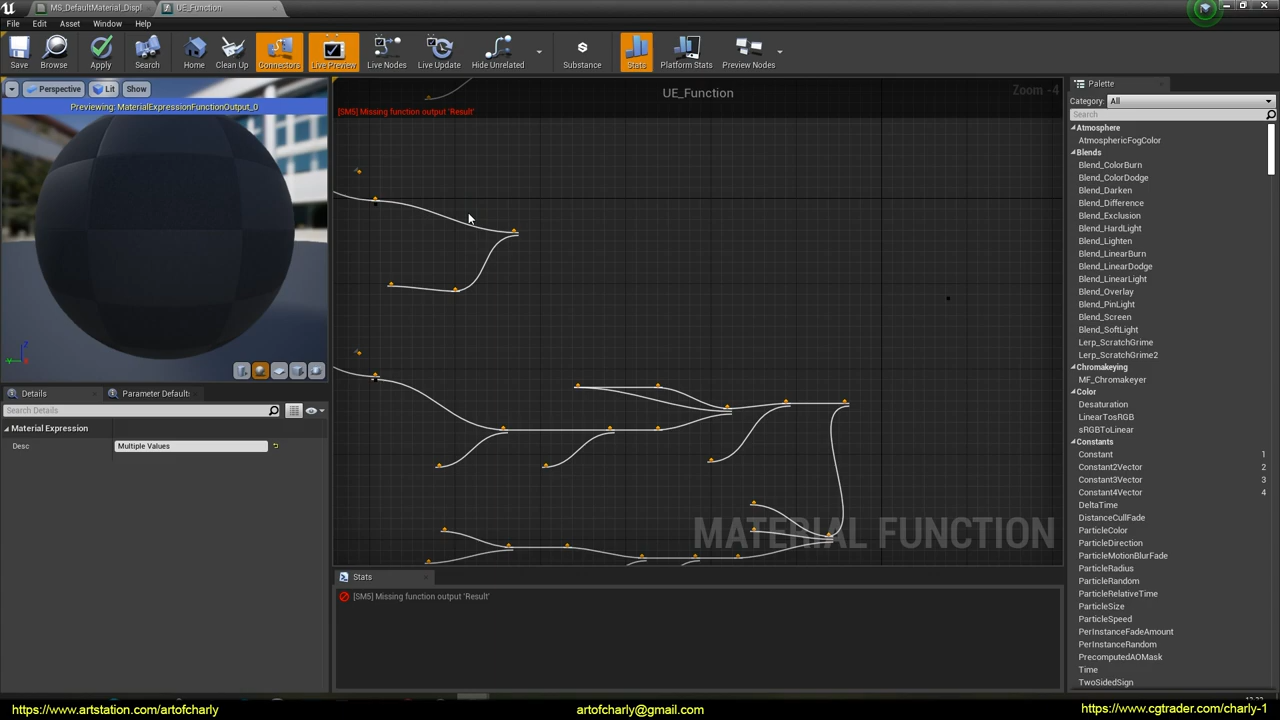 MS_DefaultMaterial_Displ
UE_Function
File Edit Asset Window Help
Save Browse Apply Search Home Clean Up Connectors Live Preview Live Nodes Live Update Hide Unrelated Substance Stats Platform Stats Preview Nodes
Perspective Lit Show
Previewing: MaterialExpressionFunctionOutput_0
UE_Function
Zoom -4
[SM5] Missing function output 'Result'
MATERIAL FUNCTION
Details
Parameter Default:
Search Details
Material Expression
Desc Multiple Values
Stats
[SM5] Missing function output 'Result'
Palette
Category: All
Search
Atmosphere
AtmosphericFogColor
Blends
Blend_ColorBurn
Blend_ColorDodge
Blend_Darken
Blend_Difference
Blend_Exclusion
Blend_HardLight
Blend_Lighten
Blend_LinearBurn
Blend_LinearDodge
Blend_LinearLight
Blend_Overlay
Blend_PinLight
Blend_Screen
Blend_SoftLight
Lerp_ScratchGrime
Lerp_ScratchGrime2
Chromakeying
MF_Chromakeyer
Color
Desaturation
LinearTosRGB
sRGBToLinear
Constants
Constant 1
Constant2Vector 2
Constant3Vector 3
Constant4Vector 4
DeltaTime
DistanceCullFade
ParticleColor
ParticleDirection
ParticleMotionBlurFade
ParticleRadius
ParticleRandom
ParticleRelativeTime
ParticleSize
ParticleSpeed
PerInstanceFadeAmount
PerInstanceRandom
PrecomputedAOMask
Time
TwoSidedSign
https://www.artstation.com/artofcharly
artofcharly@gmail.com
https://www.cgtrader.com/charly-1